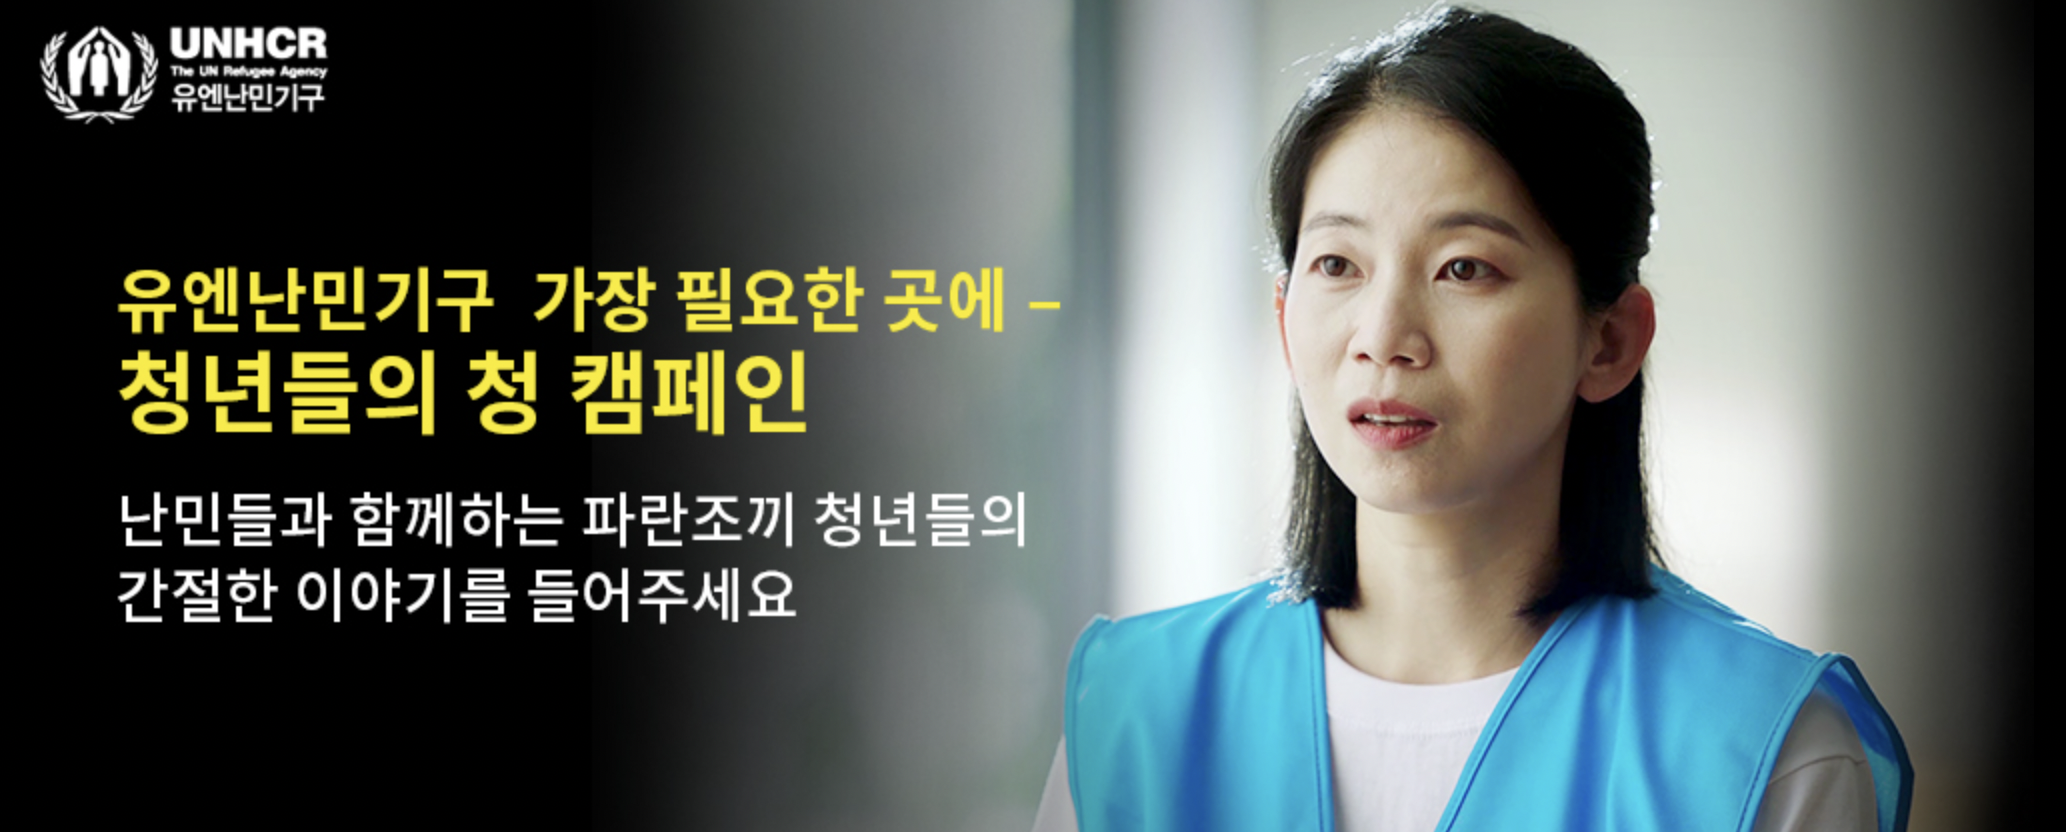 UNHCR
The UN Refugee Agency
유엔난민기구
유엔난민기구 가장 필요한 곳에 –
청년들의 청 캠페인
난민들과 함께하는 파란조끼 청년들의
간절한 이야기를 들어주세요